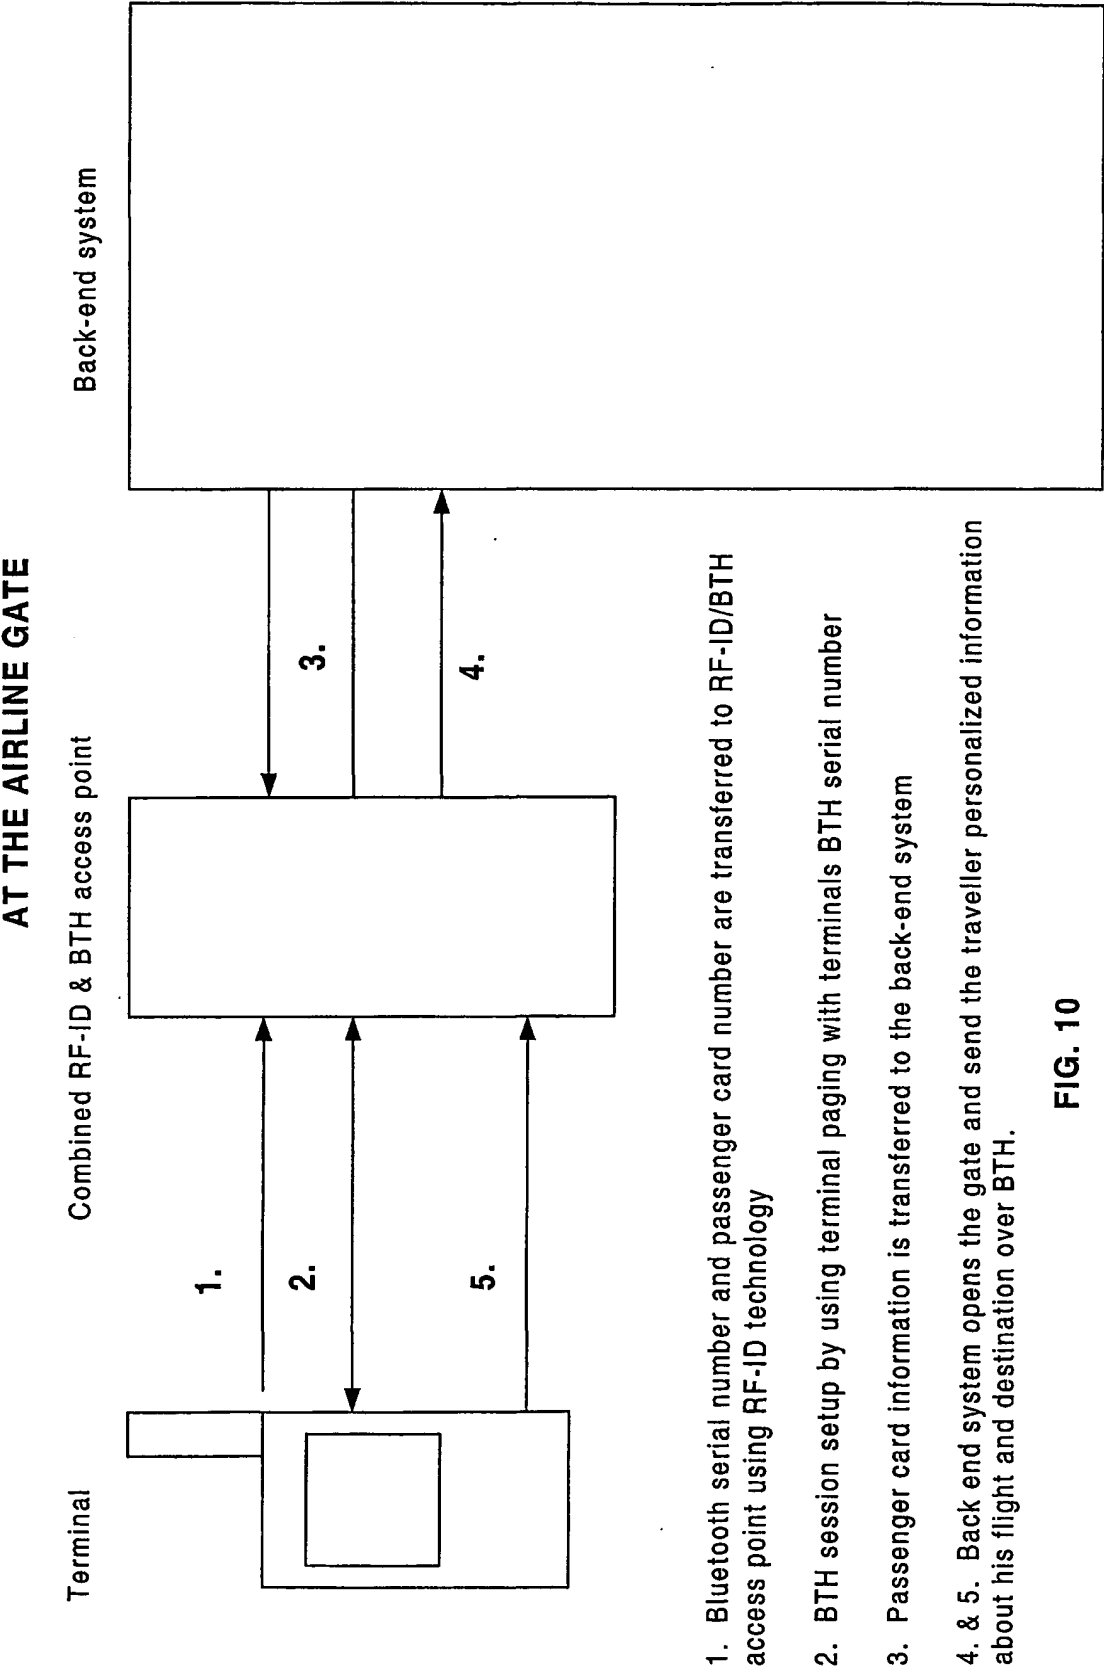 AT THE AIRLINE GATE
Terminal
Combined RF-ID & BTH access point
Back-end system
1.
2.
5.
3.
4.
1. Bluetooth serial number and passenger card number are transferred to RF-ID/BTH
access point using RF-ID technology
2. BTH session setup by using terminal paging with terminals BTH serial number
3. Passenger card information is transferred to the back-end system
4. & 5. Back end system opens the gate and send the traveller personalized information
about his flight and destination over BTH.
FIG. 10